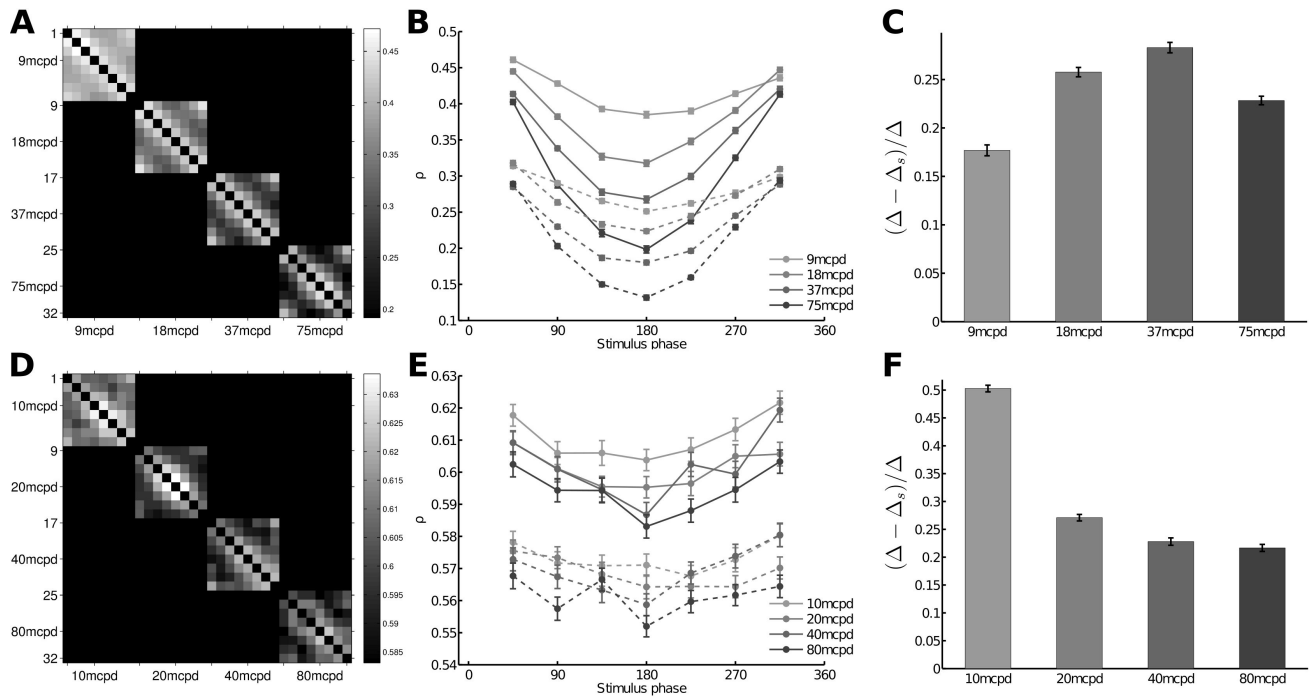 A
1
9mcpd
9
18mcpd
17
37mcpd
25
75mcpd
32
9mcpd 18mcpd 37mcpd 75mcpd
0.45
0.4
0.35
0.3
0.25
0.2
B
0.5
0.45
0.4
0.35
0.3
0.25
0.2
0.15
0.1
ρ
0 90 180 270 360
Stimulus phase
9mcpd
18mcpd
37mcpd
75mcpd
C
0.25
0.2
0.15
0.1
0.05
0
(Δ − Δs)/Δ
9mcpd 18mcpd 37mcpd 75mcpd
D
1
10mcpd
9
20mcpd
17
40mcpd
25
80mcpd
32
10mcpd 20mcpd 40mcpd 80mcpd
0.63
0.625
0.62
0.615
0.61
0.605
0.6
0.595
0.59
0.585
E
0.63
0.62
0.61
0.6
0.59
0.58
0.57
0.56
0.55
0.54
ρ
0 90 180 270 360
Stimulus phase
10mcpd
20mcpd
40mcpd
80mcpd
F
0.5
0.45
0.4
0.35
0.3
0.25
0.2
0.15
0.1
0.05
0
(Δ − Δs)/Δ
10mcpd 20mcpd 40mcpd 80mcpd